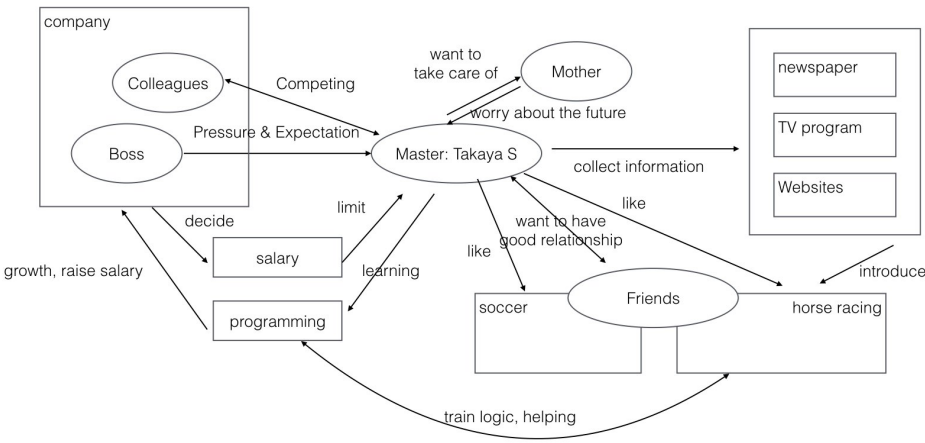 company
Colleagues
Competing
want to
take care of
Mother
worry about the future
newspaper
TV program
Websites
Boss
Pressure & Expectation
Master: Takaya S
collect information
decide
limit
salary
growth, raise salary
learning
programming
like
want to have
good relationship
like
introduce
soccer
Friends
horse racing
train logic, helping